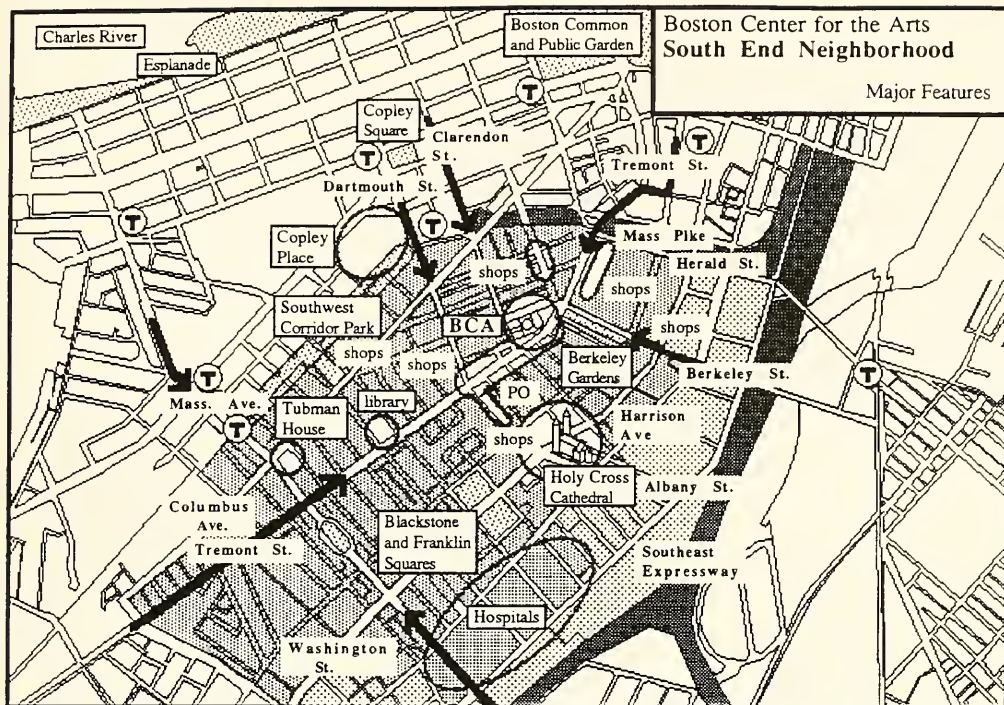 Boston Center for the Arts
South End Neighborhood
Major Features
Charles River
Esplanade
Boston Common
and Public Garden
T
Copley
Square
Clarendon
St.
T
T
Tremont St.
Dartmouth St.
T
T
Copley
Place
Mass Pike
shops
Herald St.
shops
Southwest
Corridor Park
BCA
shops
shops
shops
Berkeley
Gardens
Berkeley St.
T
T
Mass. Ave.
PO
Tubman
House
library
T
shops
Harrison
Ave
Holy Cross
Cathedral
Albany St.
Columbus
Ave.
Tremont St.
Blackstone
and Franklin
Squares
Southeast
Expressway
Hospitals
Washington
St.